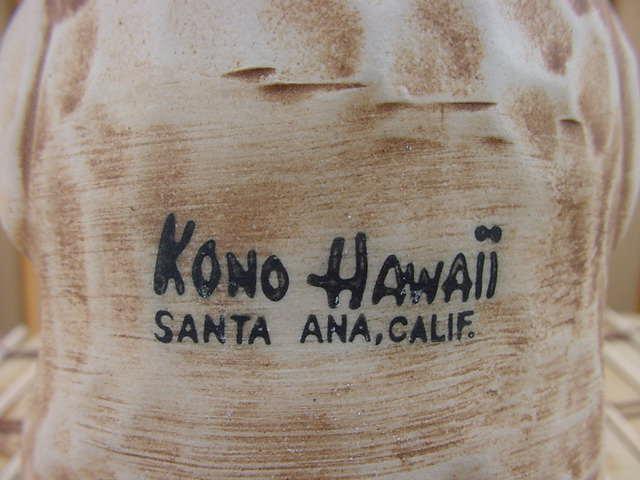 Kono Hawaii
SANTA ANA, CALIF.